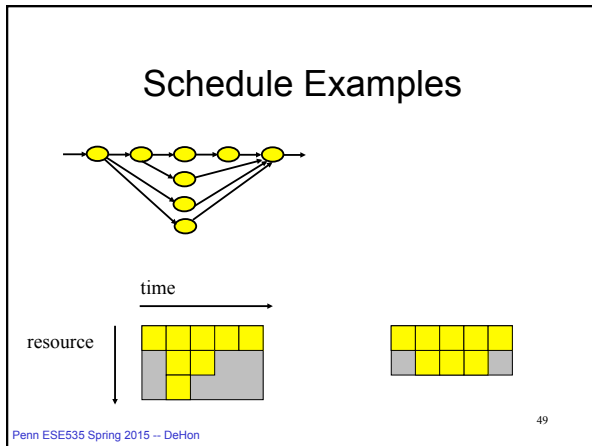 Schedule Examples
time
resource
49
Penn ESE535 Spring 2015 -- DeHon